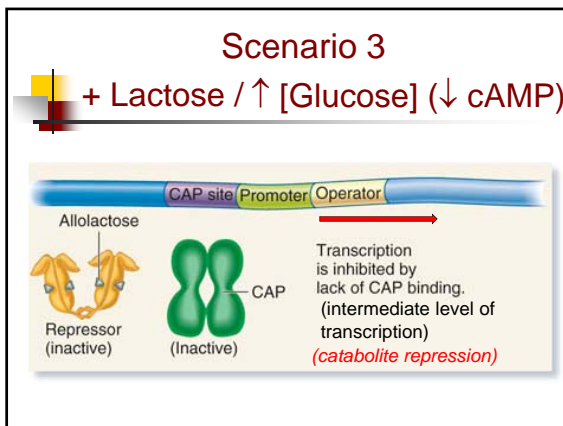 Scenario 3
+ Lactose / ↑ [Glucose] (↓ cAMP)
CAP site Promoter Operator
Allolactose
CAP
Repressor
(inactive)
(Inactive)
Transcription
is inhibited by
lack of CAP binding.
(intermediate level of
transcription)
(catabolite repression)